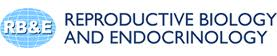 RB&E
REPRODUCTIVE BIOLOGY
AND ENDOCRINOLOGY